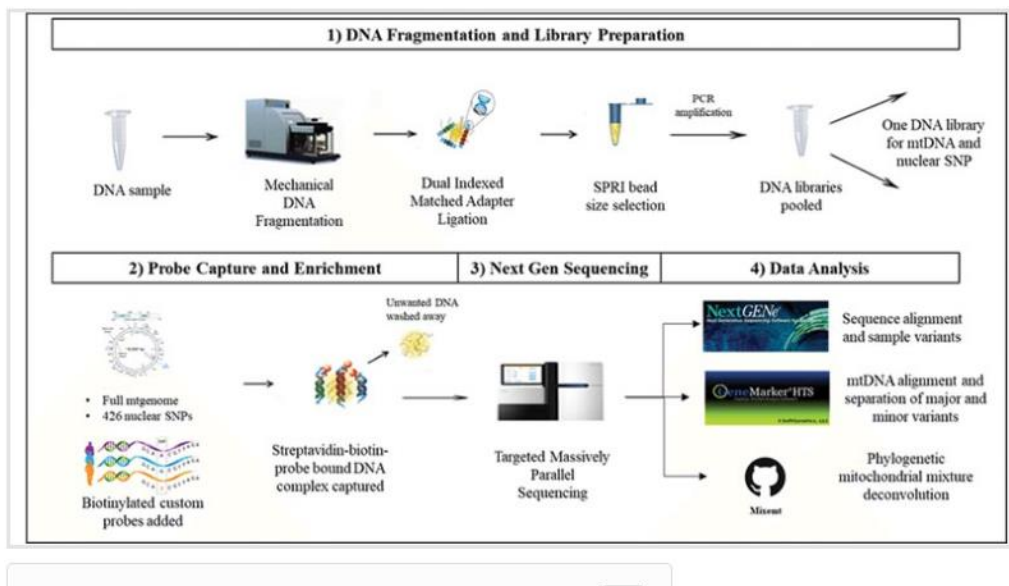 1) DNA Fragmentation and Library Preparation
PCR
amplification
DNA sample
Mechanical
DNA
Fragmentation
Dual Indexed
Matched Adapter
Ligation
SPRI bead
size selection
DNA libraries
pooled
One DNA library
for mtDNA and
nuclear SNP
2) Probe Capture and Enrichment
3) Next Gen Sequencing
4) Data Analysis
• Full mtgenome
• 426 nuclear SNPs
Biotinylated custom
probes added
Unwanted DNA
washed away
Streptavidin-biotin-
probe bound DNA
complex captured
Targeted Massively
Parallel
Sequencing
NextGENe
Sequence alignment
and sample variants
GeneMarker HTS
mtDNA alignment and
separation of major and
minor variants
Mixemt
Phylogenetic
mitochondrial mixture
deconvolution